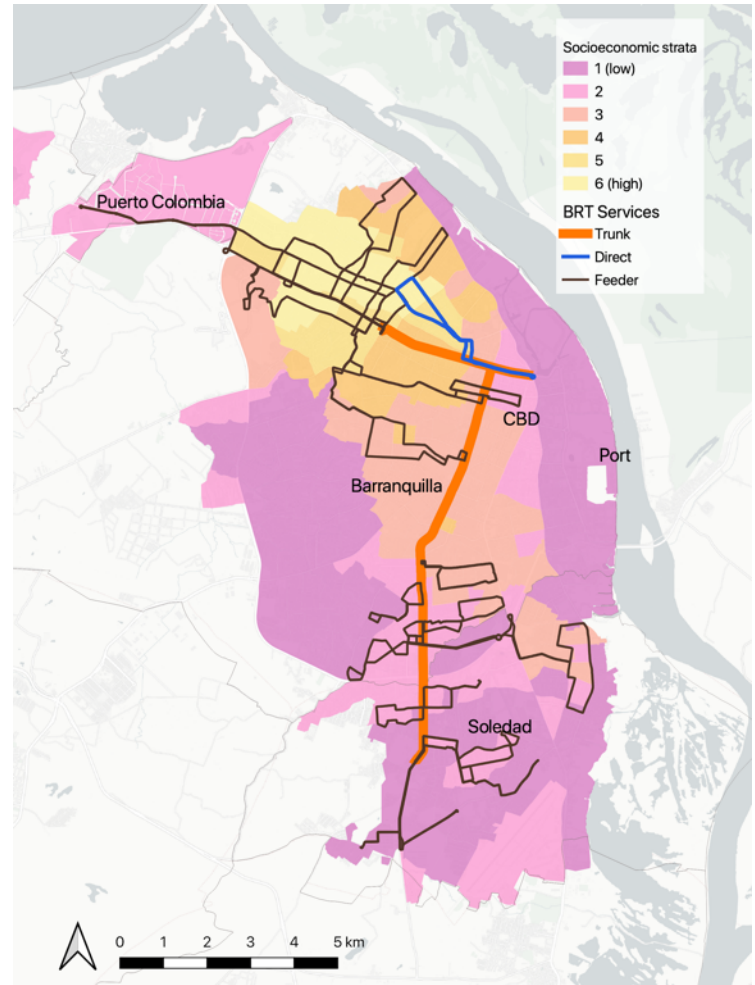 Socioeconomic strata
1 (low)
2
3
4
5
6 (high)
BRT Services
Trunk
Direct
Feeder
Puerto Colombia
CBD
Port
Barranquilla
Soledad
0 1 2 3 4 5 km